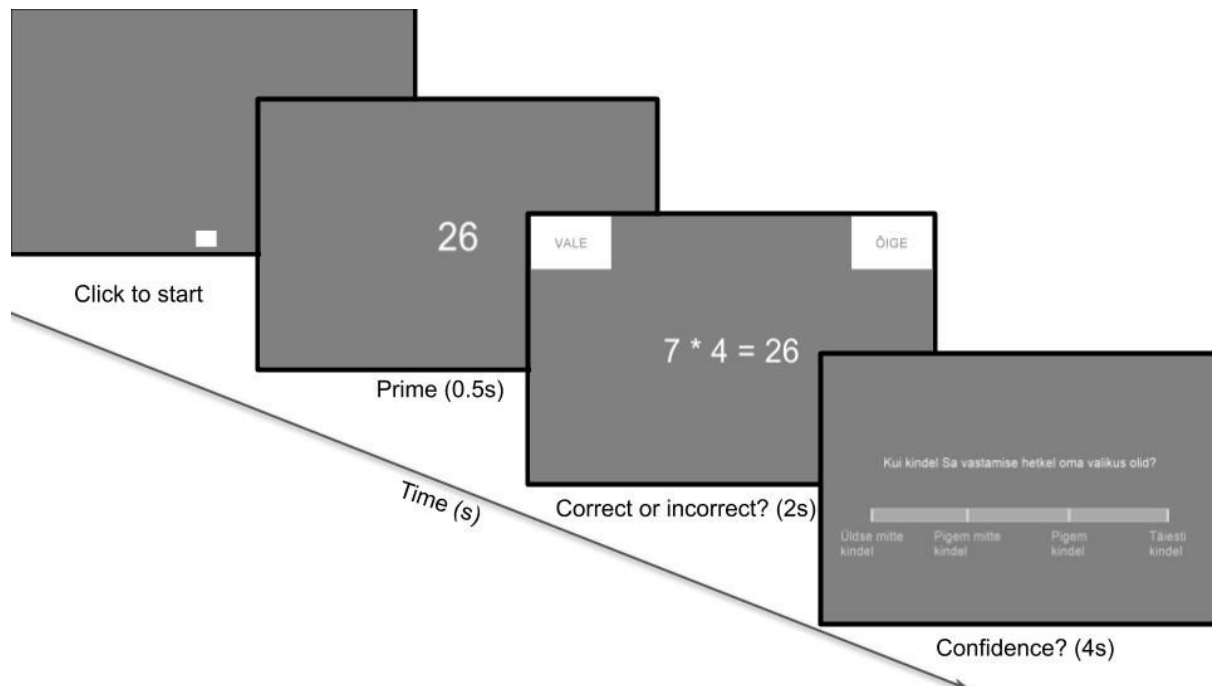 Click to start
26
Prime (0.5s)
VALE
ÕIGE
7 * 4 = 26
Correct or incorrect? (2s)
Kui kindel Sa vastamise hetkel oma valikus olid?
Üldse mitte
kindel
Pigem mitte
kindel
Pigem
kindel
Täiesti
kindel
Confidence? (4s)
Time (s)